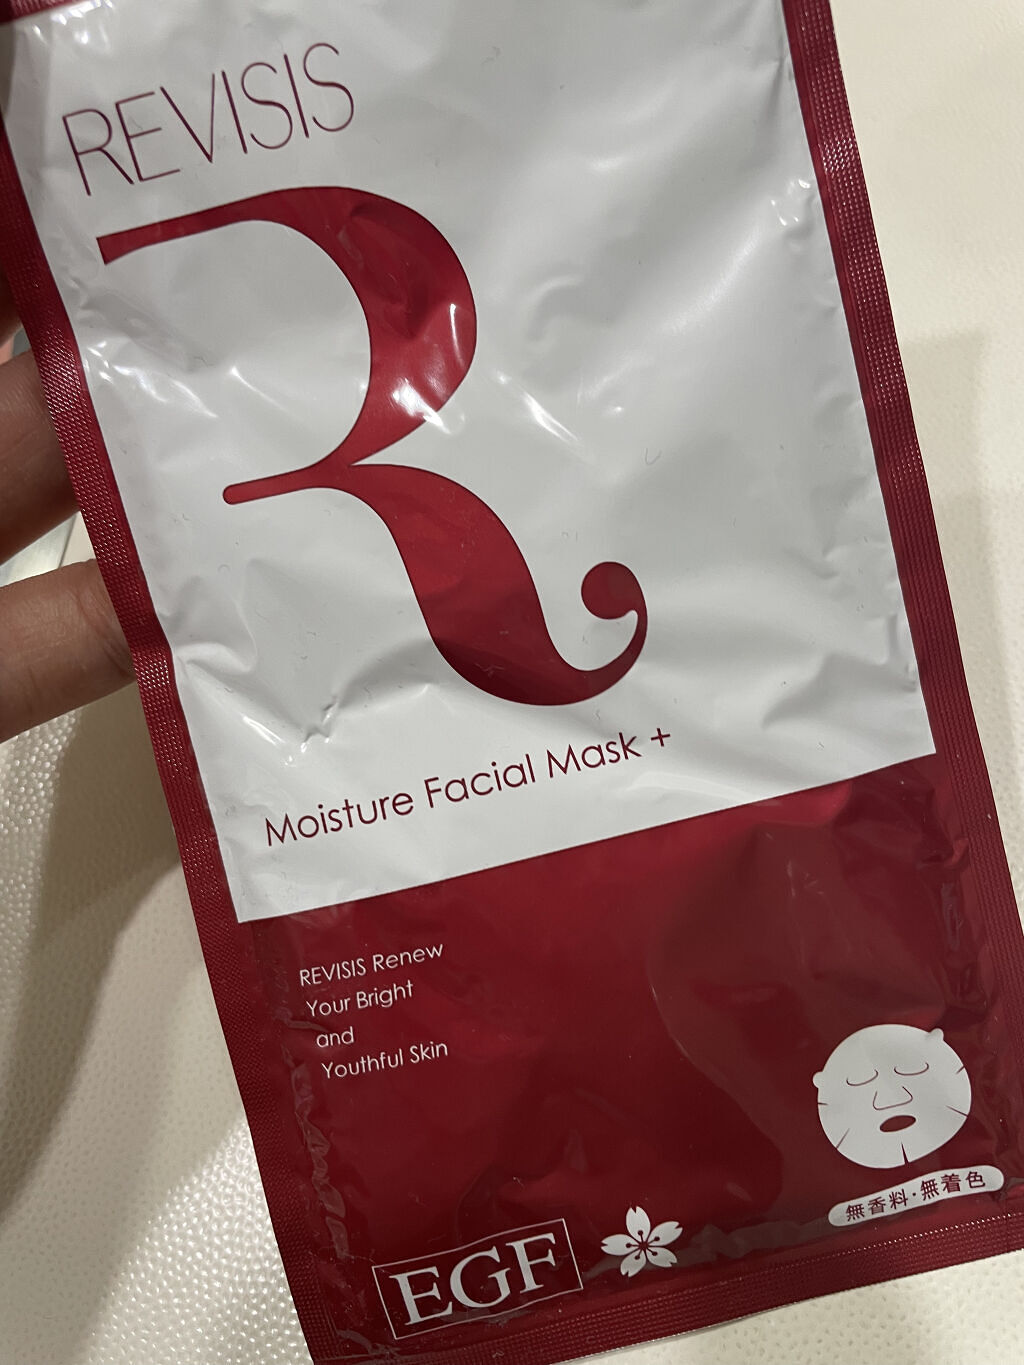 REVISIS
R
Moisture Facial Mask +
REVISIS Renew
Your Bright
and
Youthful Skin
無香料·無着色
EGF